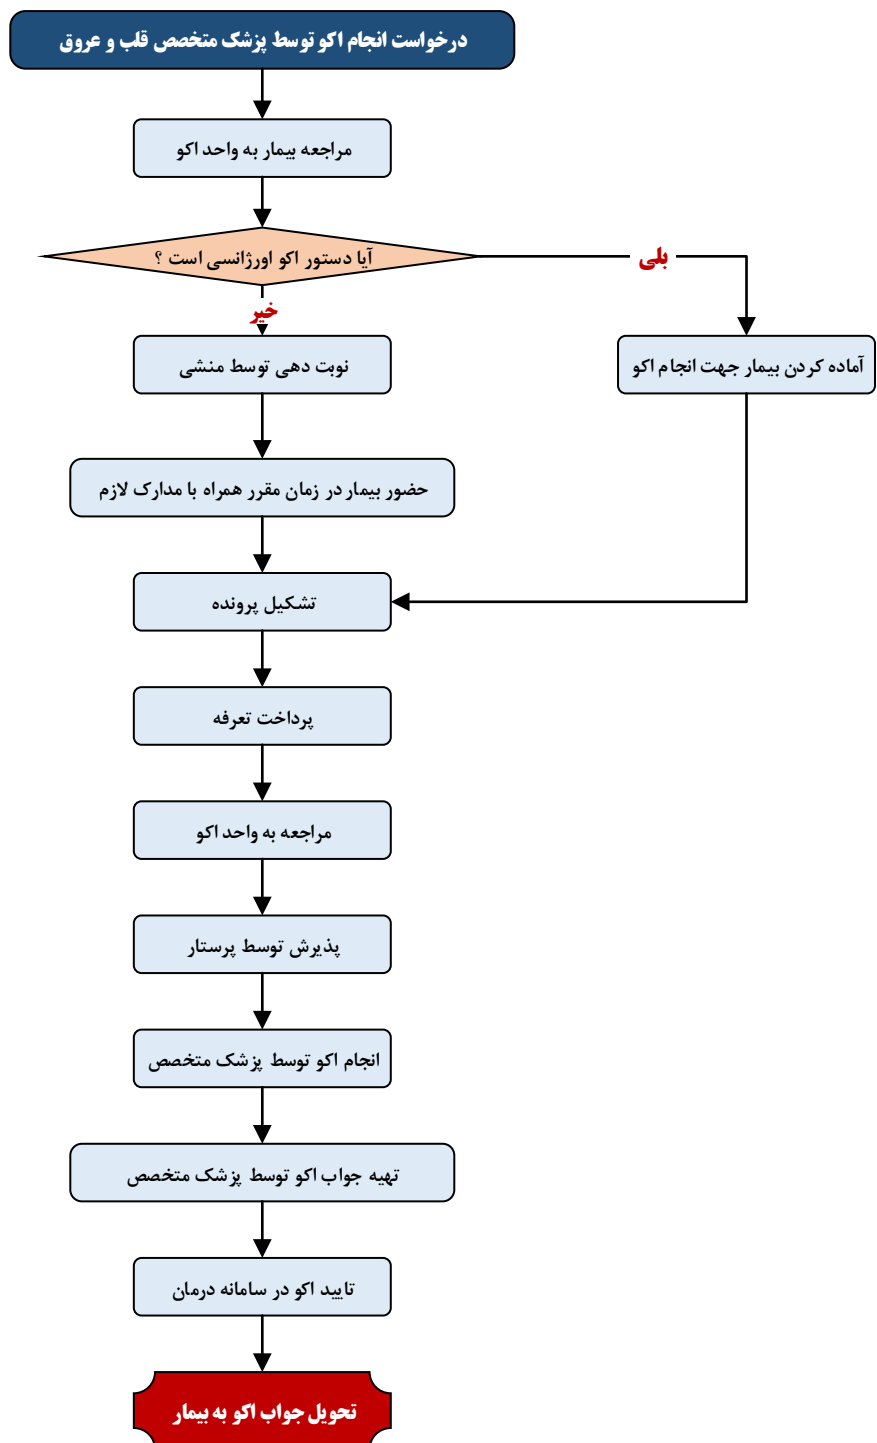 درخواست انجام اکو توسط پزشک متخصص قلب و عروق
مراجعه بیمار به واحد اکو
آیا دستور اکو اورژانسی است ؟
بلی
خیر
نوبت دهی توسط منشی
آماده کردن بیمار جهت انجام اکو
حضور بیمار در زمان مقرر همراه با مدارک لازم
تشکیل پرونده
پرداخت تعرفه
مراجعه به واحد اکو
پذیرش توسط پرستار
انجام اکو توسط پزشک متخصص
تهیه جواب اکو توسط پزشک متخصص
تایید اکو در سامانه درمان
تحویل جواب اکو به بیمار